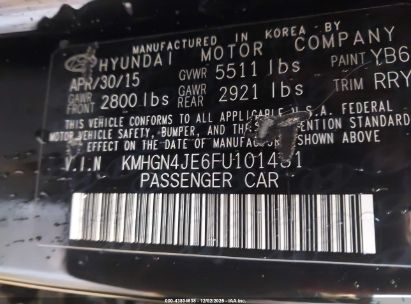 MANUFACTURED IN KOREA BY
HYUNDAI MOTOR COMPANY
APR/30/15 GVWR 5511 lbs PAINT YB6
GAWR FRONT 2800 lbs GAWR REAR 2921 lbs TRIM RRY
THIS VEHICLE CONFORMS TO ALL APPLICABLE U.S.A. FEDERAL
MOTOR VEHICLE SAFETY, BUMPER, AND THEFT PREVENTION STANDARDS
IN EFFECT ON THE DATE OF MANUFACTURE SHOWN ABOVE.
V.I.N KMHGN4JE6FU101431
PASSENGER CAR